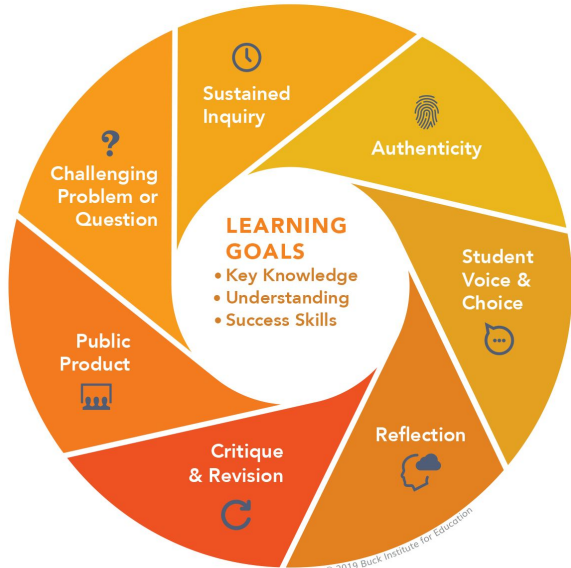 Sustained
Inquiry
Authenticity
Student
Voice &
Choice
Reflection
Critique
& Revision
Public
Product
?
Challenging
Problem or
Question
LEARNING
GOALS
• Key Knowledge
• Understanding
• Success Skills
2019 Buck Institute for Education